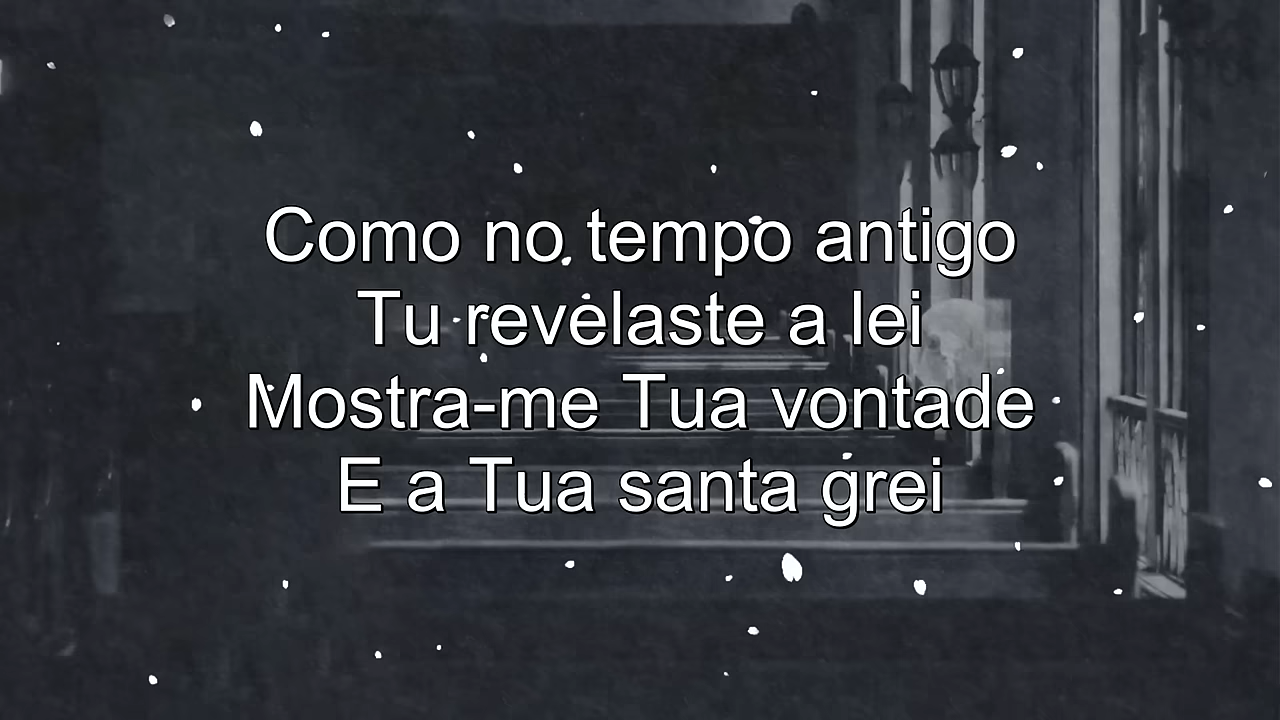 Como no tempo antigo
Tu revelaste a lei
Mostra-me Tua vontade
E a Tua santa grei